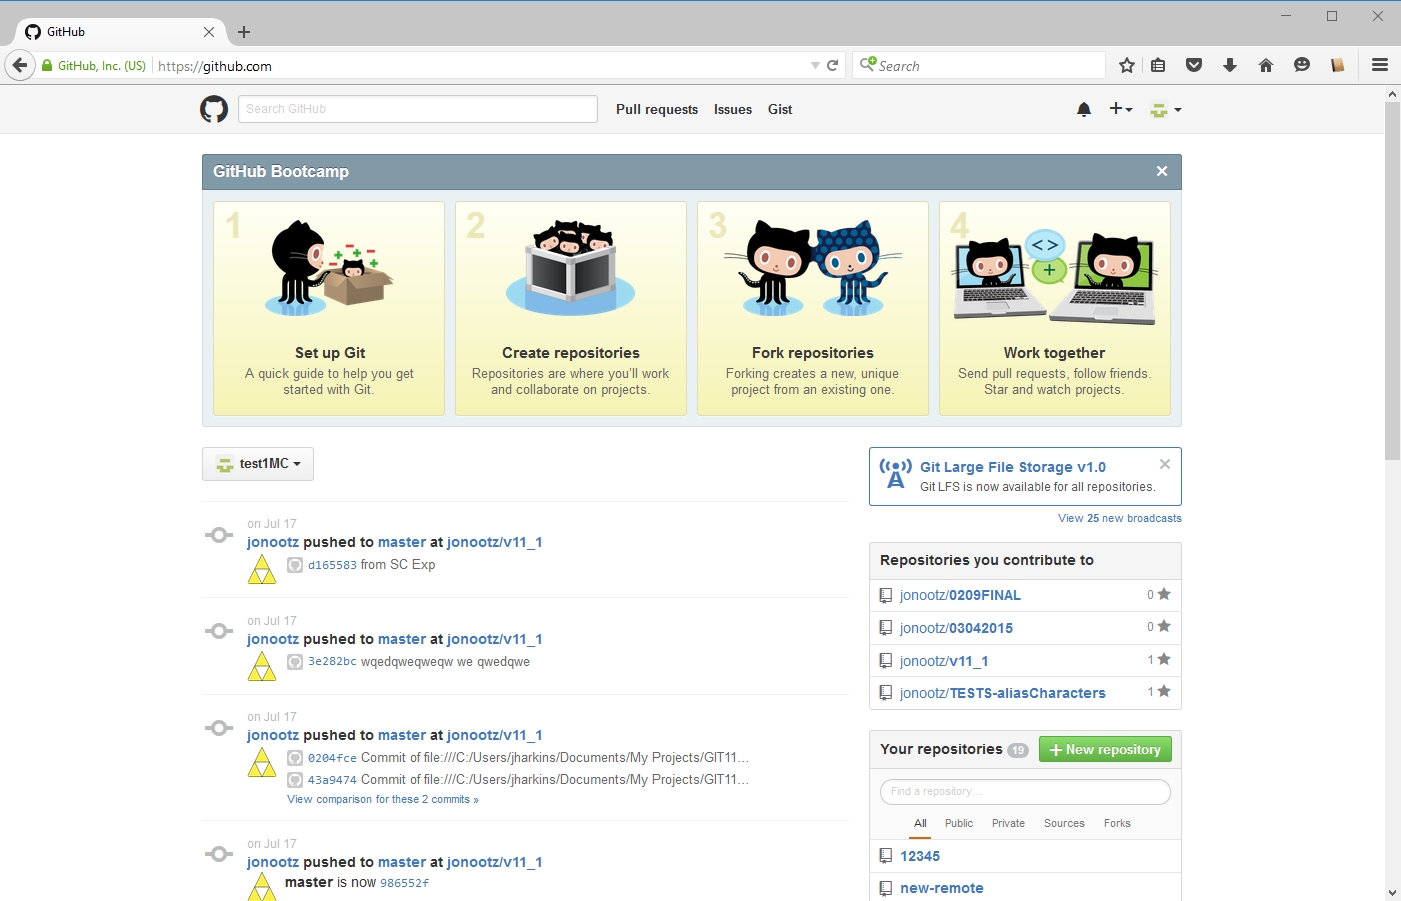 GitHub
GitHub, Inc. (US) https://github.com
Search
Search GitHub
Pull requests Issues Gist
GitHub Bootcamp
1
Set up Git
A quick guide to help you get
started with Git.
2
Create repositories
Repositories are where you'll work
and collaborate on projects.
3
Fork repositories
Forking creates a new, unique
project from an existing one.
4
<>
+
Work together
Send pull requests, follow friends.
Star and watch projects.
test1MC
on Jul 17
jonootz pushed to master at jonootz/v11_1
d165583 from SC Exp
on Jul 17
jonootz pushed to master at jonootz/v11_1
3e282bc wqedqweqweqw we qwedqwe
on Jul 17
jonootz pushed to master at jonootz/v11_1
0204fce Commit of file:///C:/Users/jharkins/Documents/My Projects/GIT11...
43a9474 Commit of file:///C:/Users/jharkins/Documents/My Projects/GIT11...
View comparison for these 2 commits »
on Jul 17
jonootz pushed to master at jonootz/v11_1
master is now 986552f
Git Large File Storage v1.0
Git LFS is now available for all repositories.
View 25 new broadcasts
Repositories you contribute to
jonootz/0209FINAL 0
jonootz/03042015 0
jonootz/v11_1 1
jonootz/TESTS-aliasCharacters 1
Your repositories 19 New repository
Find a repository...
All Public Private Sources Forks
12345
new-remote